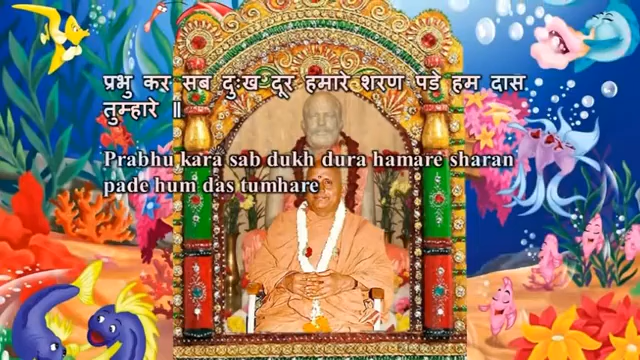 प्रभु कर सब दुःख दूर हमारे शरण पड़े हम दास
तुम्हारे ॥
Prabhu kara sab dukh dura hamare sharan
pade hum das tumhare